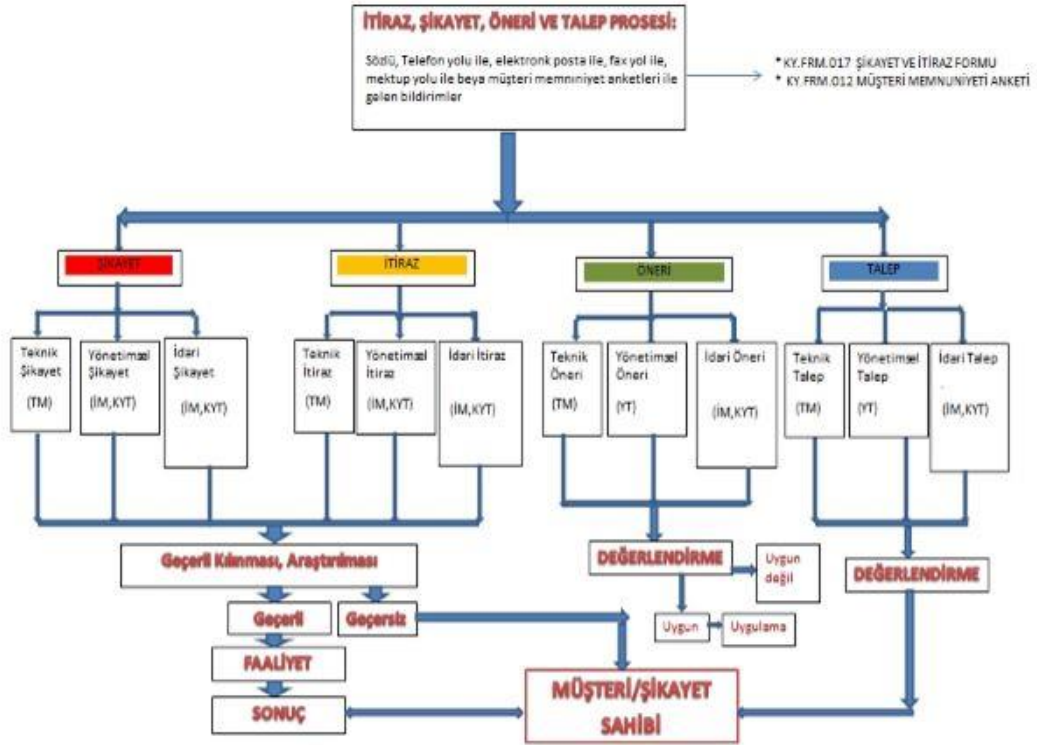 İTİRAZ, ŞİKAYET, ÖNERİ VE TALEP PROSESİ:
Sözlü, Telefon yolu ile, elektronk posta ile, fax yol ile,
mektup yolu ile beya müşteri memnıniyet anketleri ile
gelen bildirimler
* KY.FRM.017 ŞİKAYET VE İTİRAZ FORMU
* KY.FRM.012 MÜŞTERİ MEMNUNİYETİ ANKETİ
ŞİKAYET
İTİRAZ
ÖNERİ
TALEP
Teknik
Şikayet
(TM)
Yönetimsel
Şikayet
(İM,KYT)
İdari
Şikayet
(İM,KYT)
Teknik
İtiraz
(TM)
Yönetimsel
İtiraz
(İM,KYT)
İdari İtiraz
(İM,KYT)
Teknik
Öneri
(TM)
Yönetimsel
Öneri
(YT)
İdari Öneri
(İM,KYT)
Teknik
Talep
(TM)
Yönetimsel
Talep
(YT)
İdari Talep
(İM,KYT)
Geçerli Kılınması, Araştırılması
Geçerli
Geçersiz
FAALİYET
SONUÇ
DEĞERLENDİRME
Uygun
değil
Uygun
Uygulama
DEĞERLENDİRME
MÜŞTERİ/ŞİKAYET
SAHİBİ